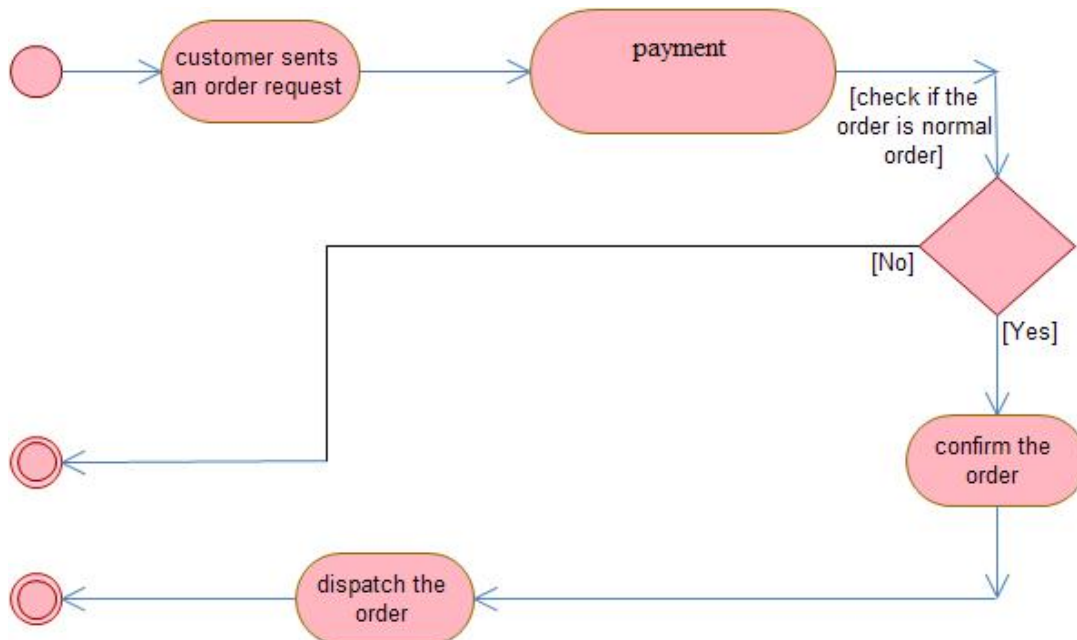 customer sents
an order request
payment
[check if the
order is normal
order]
[No]
[Yes]
confirm the
order
dispatch the
order